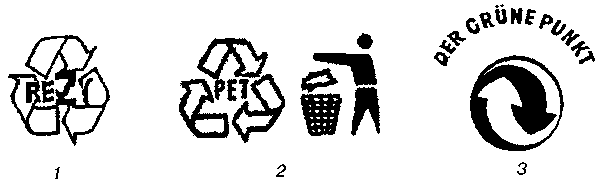 REZY
PET
DER GRÜNE PUNKT
1
2
3